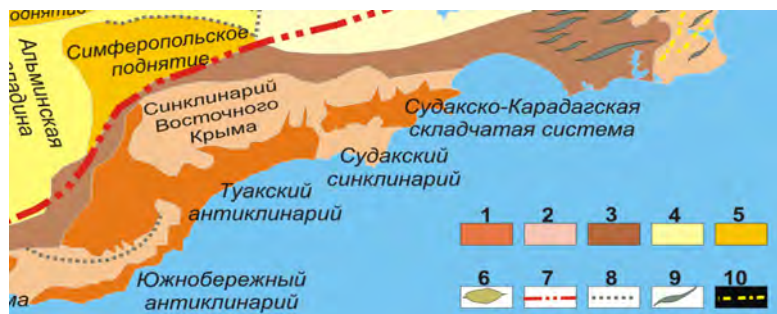 поднятие
Симферопольское
поднятие
Альминская
впадина
Синклинарий
Восточного
Крыма
Судакско-Карадагская
складчатая система
Судакский
синклинарий
Туакский
антиклинарий
Южнобережный
антиклинарий
1 2 3 4 5
6 7 8 9 10